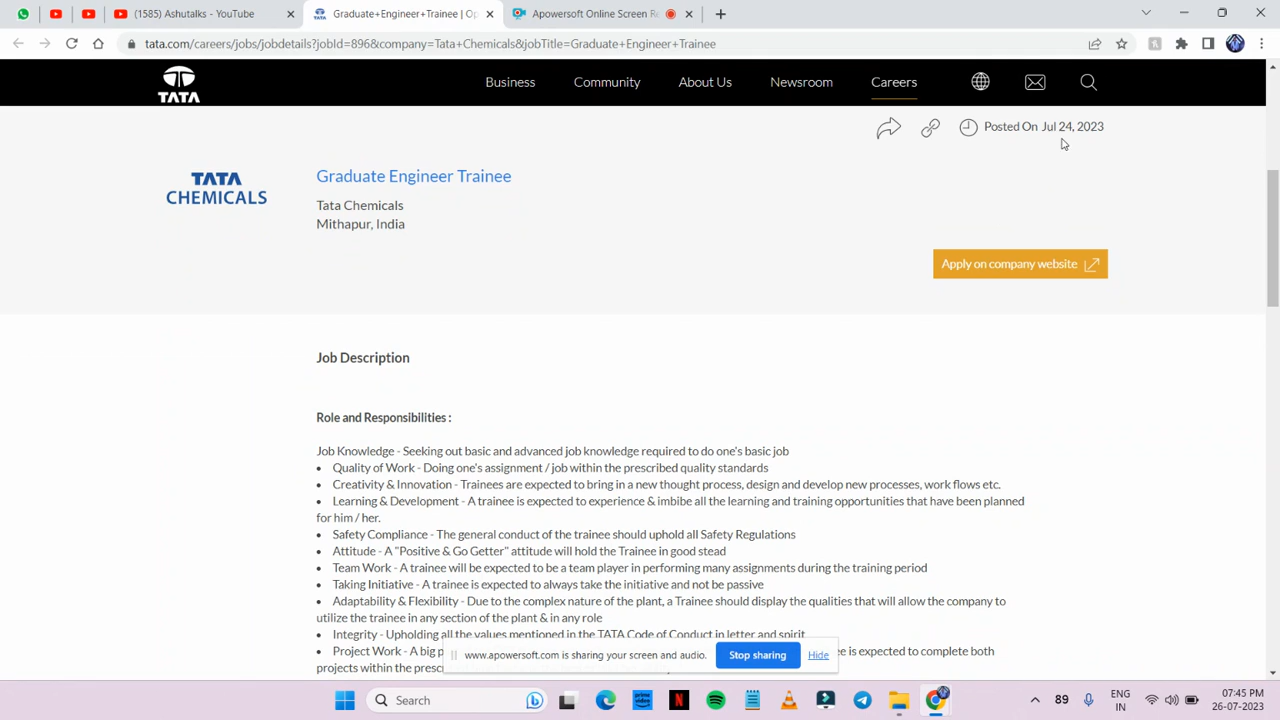 (1585) Ashutalks - YouTube
Graduate+Engineer+Trainee | Op
Apowersoft Online Screen Re
tata.com/careers/jobs/jobdetails?jobId=896&company=Tata+Chemicals&jobTitle=Graduate+Engineer+Trainee
TATA
Business
Community
About Us
Newsroom
Careers
Posted On Jul 24, 2023
TATA
CHEMICALS
Graduate Engineer Trainee
Tata Chemicals
Mithapur, India
Apply on company website
Job Description
Role and Responsibilities :
Job Knowledge - Seeking out basic and advanced job knowledge required to do one's basic job
• Quality of Work - Doing one's assignment / job within the prescribed quality standards
• Creativity & Innovation - Trainees are expected to bring in a new thought process, design and develop new processes, work flows etc.
• Learning & Development - A trainee is expected to experience & imbibe all the learning and training opportunities that have been planned
for him / her.
• Safety Compliance - The general conduct of the trainee should uphold all Safety Regulations
• Attitude - A "Positive & Go Getter" attitude will hold the Trainee in good stead
• Team Work - A trainee will be expected to be a team player in performing many assignments during the training period
• Taking Initiative - A trainee is expected to always take the initiative and not be passive
• Adaptability & Flexibility - Due to the complex nature of the plant, a Trainee should display the qualities that will allow the company to
utilize the trainee in any section of the plant & in any role
• Integrity - Upholding all the values mentioned in the TATA Code of Conduct in letter and spirit
• Project Work - A big p
is expected to complete both
projects within the
www.apowersoft.com is sharing your screen and audio.
Stop sharing
Hide
Search
89
ENG
IN
07:45 PM
26-07-2023